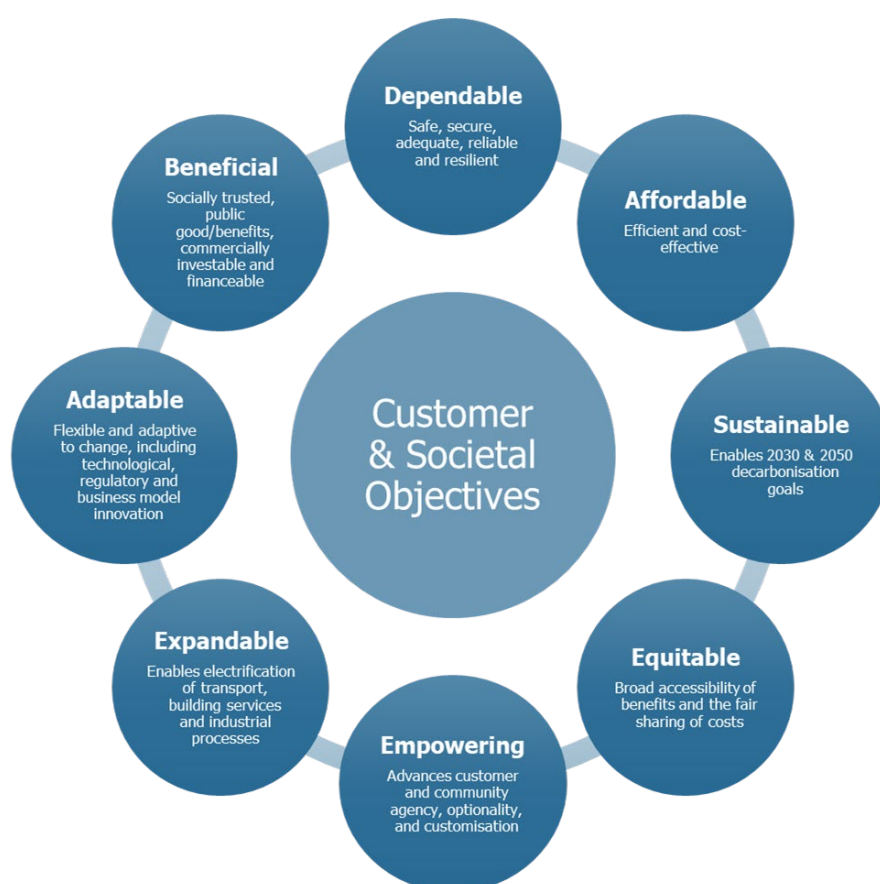 Dependable
Safe, secure,
adequate, reliable
and resilient
Affordable
Efficient and cost-
effective
Sustainable
Enables 2030 & 2050
decarbonisation
goals
Equitable
Broad accessibility of
benefits and the fair
sharing of costs
Empowering
Advances customer
and community
agency, optionality,
and customisation
Expandable
Enables electrification
of transport,
building services
and industrial
processes
Adaptable
Flexible and adaptive
to change, including
technological,
regulatory and
business model
innovation
Beneficial
Socially trusted,
public
good/benefits,
commercially
investable and
financeable
Customer
& Societal
Objectives